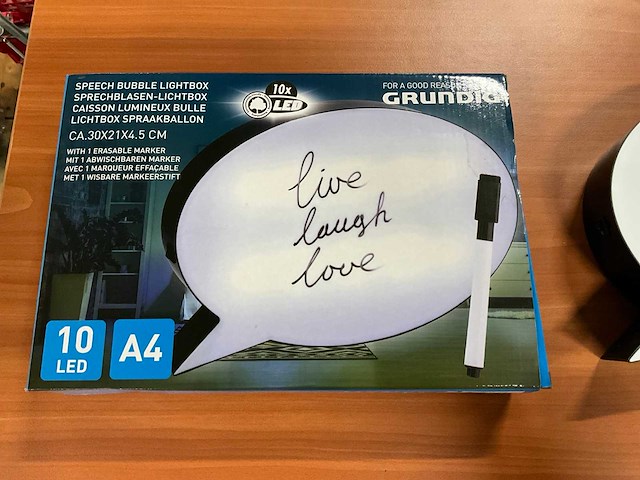 SPEECH BUBBLE LIGHTBOX
SPRECHBLASEN-LICHTBOX
CAISSON LUMINEUX BULLE
LICHTBOX SPRAAKBALLON
CA.30X21X4.5 CM
WITH 1 ERASABLE MARKER
MIT 1 ABWISCHBAREN MARKER
AVEC 1 MARQUEUR EFFAÇABLE
MET 1 WISBARE MARKEERSTIFT
10x
LED
FOR A GOOD REASON
GRUNDIG
live
laugh
love
10
LED
A4